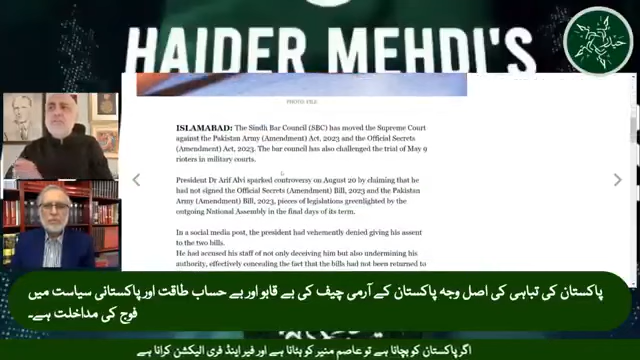 HAIDER MEHDI'S
PHOTO: FILE
ISLAMABAD: The Sindh Bar Council (SBC) has moved the Supreme Court
against the Pakistan Army (Amendment) Act, 2023 and the Official Secrets
(Amendment) Act, 2023. The bar council has also challenged the trial of May 9
rioters in military courts.
President Dr Arif Alvi sparked controversy on August 20 by claiming that he
had not signed the Official Secrets (Amendment) Bill, 2023 and the Pakistan
Army (Amendment) Bill, 2023, pieces of legislations greenlighted by the
outgoing National Assembly in the final days of its term.
In a social media post, the president had vehemently denied giving his assent
to the two bills.
He had accused his staff of not only deceiving him but also undermining his
authority, effectively concealing the fact that the bills had not been returned to
پاکستان کی تباہی کی اصل وجہ پاکستان کے آرمی چیف کی بے قابو اور بے حساب طاقت اور پاکستانی سیاست میں
فوج کی مداخلت ہے۔
اگر پاکستان کو بچانا ہے تو عاصم منیر کو ہٹانا ہے اور فیر اینڈ فری الیکشن کرانا ہے